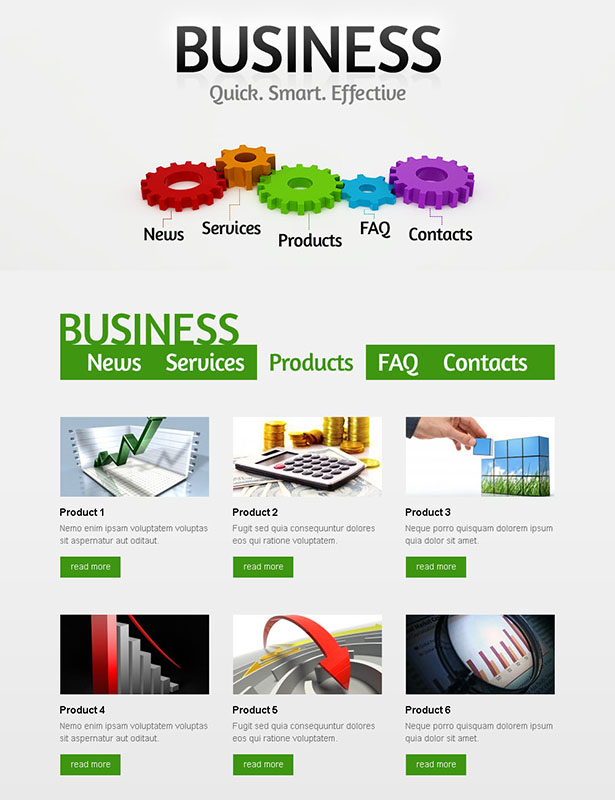 BUSINESS
Quick. Smart. Effective
News
Services
Products
FAQ
Contacts
BUSINESS
News Services Products FAQ Contacts
Product 1
Nemo enim ipsam voluptatem voluptas
sit aspernatur aut oditaut.
read more
Product 2
Fugit sed quia consequuntur dolores
eos qui ratione voluptatem.
read more
Product 3
Neque porro quisquam dolorem ipsum
quia dolor sit amet.
read more
Product 4
Nemo enim ipsam voluptatem voluptas
sit aspernatur aut oditaut.
read more
Product 5
Fugit sed quia consequuntur dolores
eos qui ratione voluptatem.
read more
Product 6
Neque porro quisquam dolorem ipsum
quia dolor sit amet.
read more